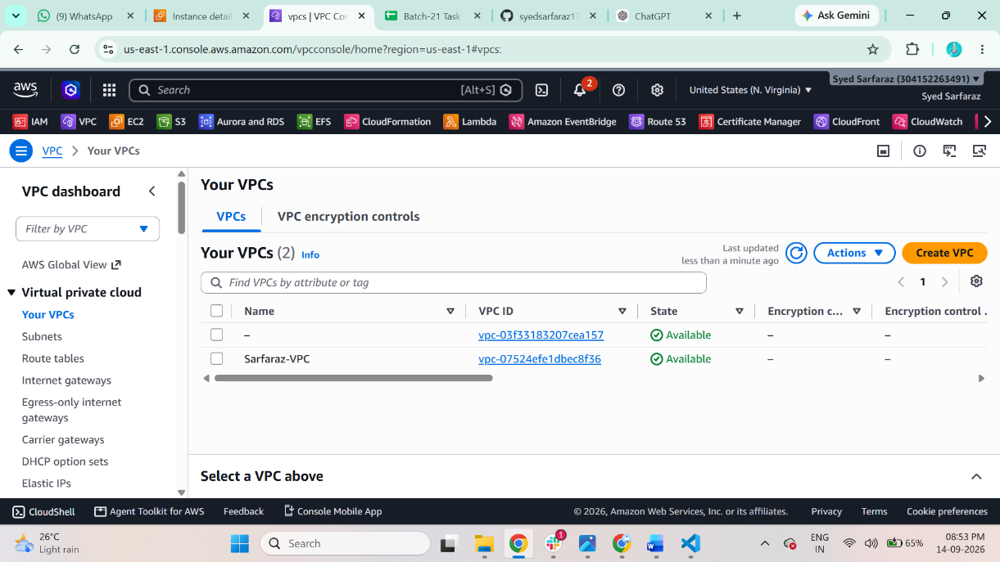 (9) WhatsApp
Instance detail
vpcs | VPC Con
Batch-21 Task
syedsarfaraz17
ChatGPT
Ask Gemini
us-east-1.console.aws.amazon.com/vpcconsole/home?region=us-east-1#vpcs:
aws
Search
[Alt+S]
2
United States (N. Virginia)
Syed Sarfaraz (304152263491)
Syed Sarfaraz
IAM
VPC
EC2
S3
Aurora and RDS
EFS
CloudFormation
Lambda
Amazon EventBridge
Route 53
Certificate Manager
CloudFront
CloudWatch
VPC
Your VPCs
VPC dashboard
Filter by VPC
AWS Global View
Virtual private cloud
Your VPCs
Subnets
Route tables
Internet gateways
Egress-only internet
gateways
Carrier gateways
DHCP option sets
Elastic IPs
Your VPCs
VPCs
VPC encryption controls
Your VPCs (2) Info
Last updated
less than a minute ago
Actions
Create VPC
Find VPCs by attribute or tag
1
Name VPC ID State Encryption c... Encryption control .
– vpc-03f33183207cea157 Available – –
Sarfaraz-VPC vpc-07524efe1dbec8f36 Available – –
Select a VPC above
CloudShell
Agent Toolkit for AWS
Feedback
Console Mobile App
© 2026, Amazon Web Services, Inc. or its affiliates.
Privacy
Terms
Cookie preferences
26°C
Light rain
Search
1
ENG
IN
65%
08:53 PM
14-09-2026